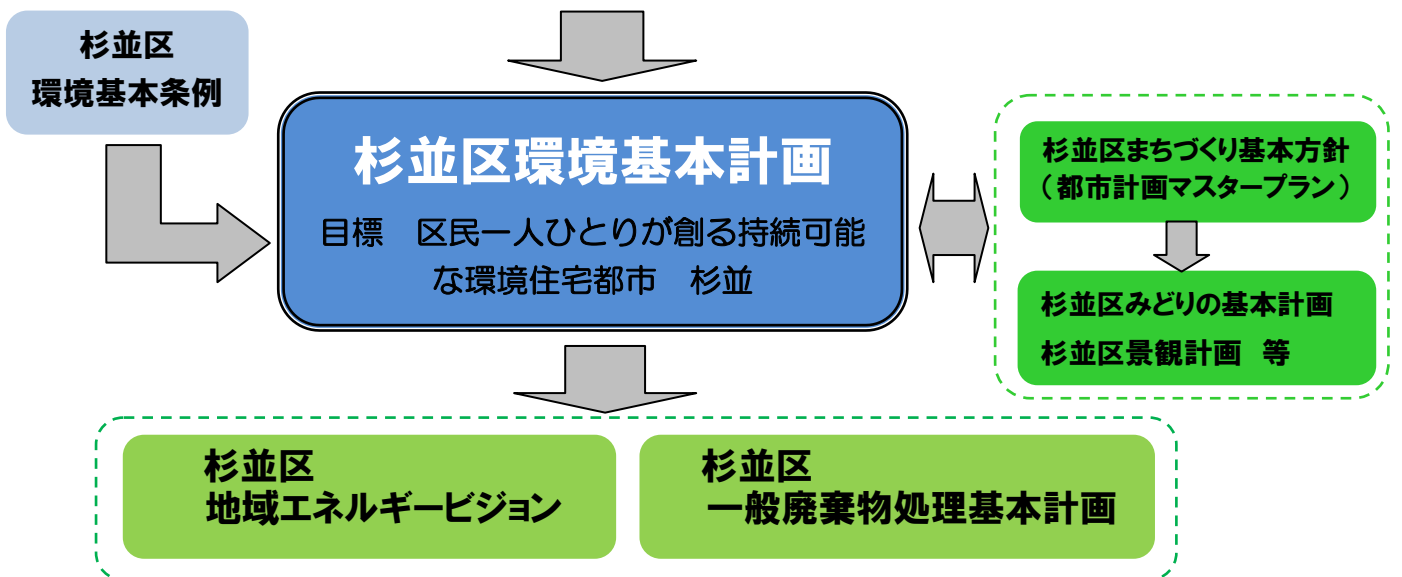 杉並区
環境基本条例
杉並区環境基本計画
目標　区民一人ひとりが創る持続可能
な環境住宅都市　杉並
杉並区まちづくり基本方針
（都市計画マスタープラン）
杉並区みどりの基本計画
杉並区景観計画　等
杉並区
地域エネルギービジョン
杉並区
一般廃棄物処理基本計画